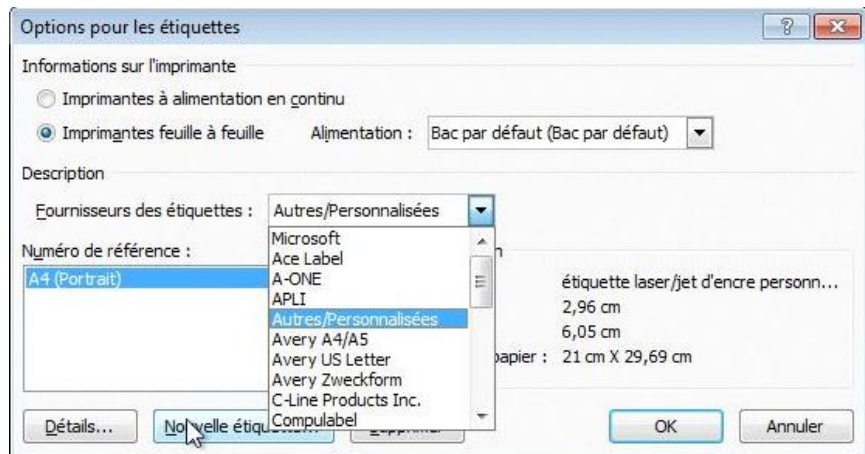 Options pour les étiquettes
Informations sur l'imprimante
Imprimantes à alimentation en continu
Imprimantes feuille à feuille Alimentation : Bac par défaut (Bac par défaut)
Description
Fournisseurs des étiquettes : Autres/Personnalisées
Numéro de référence :
A4 (Portrait)
Microsoft
Ace Label
A-ONE
APLI
Autres/Personnalisées
Avery A4/A5
Avery US Letter
Avery Zweckform
C-Line Products Inc.
Compulabel
étiquette laser/jet d'encre personn...
2,96 cm
6,05 cm
papier : 21 cm X 29,69 cm
Détails... Nouvelle OK Annuler